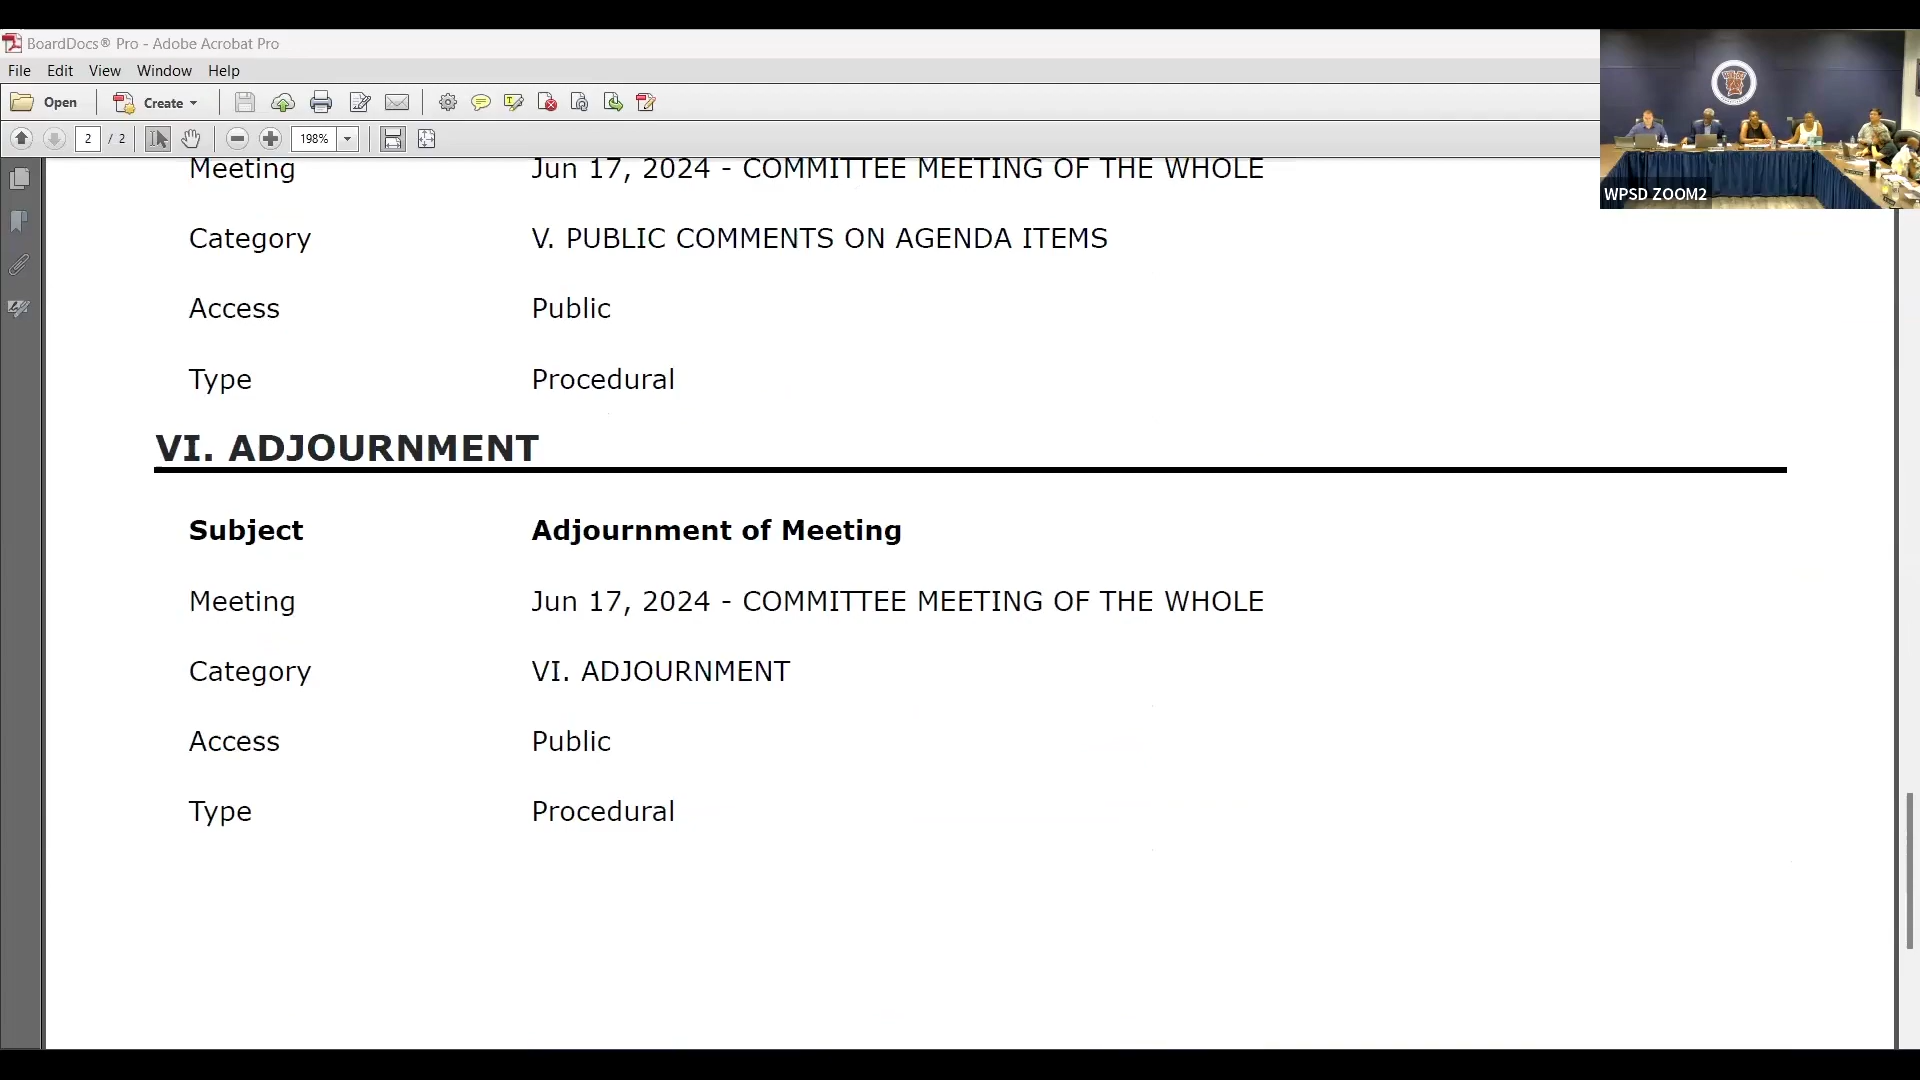 BoardDocs® Pro - Adobe Acrobat Pro
File Edit View Window Help
Open Create
2 / 2 198%
WPSD ZOOM2
Meeting Jun 17, 2024 - COMMITTEE MEETING OF THE WHOLE
Category V. PUBLIC COMMENTS ON AGENDA ITEMS
Access Public
Type Procedural
VI. ADJOURNMENT
Subject Adjournment of Meeting
Meeting Jun 17, 2024 - COMMITTEE MEETING OF THE WHOLE
Category VI. ADJOURNMENT
Access Public
Type Procedural